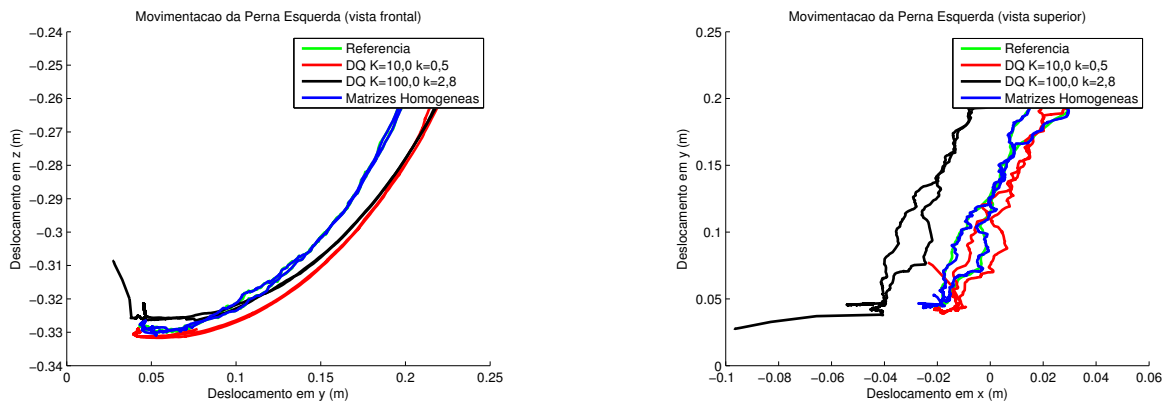 Movimentacao da Perna Esquerda (vista frontal)
−0.24
−0.25
−0.26
−0.27
−0.28
−0.29
−0.3
−0.31
−0.32
−0.33
−0.34
0
0.05
0.1
0.15
0.2
0.25
Deslocamento em y (m)
Deslocamento em z (m)
Referencia
DQ K=10,0 k=0,5
DQ K=100,0 k=2,8
Matrizes Homogeneas
Movimentacao da Perna Esquerda (vista superior)
0.25
0.2
0.15
0.1
0.05
0
−0.1
−0.08
−0.06
−0.04
−0.02
0
0.02
0.04
0.06
Deslocamento em x (m)
Deslocamento em y (m)
Referencia
DQ K=10,0 k=0,5
DQ K=100,0 k=2,8
Matrizes Homogeneas